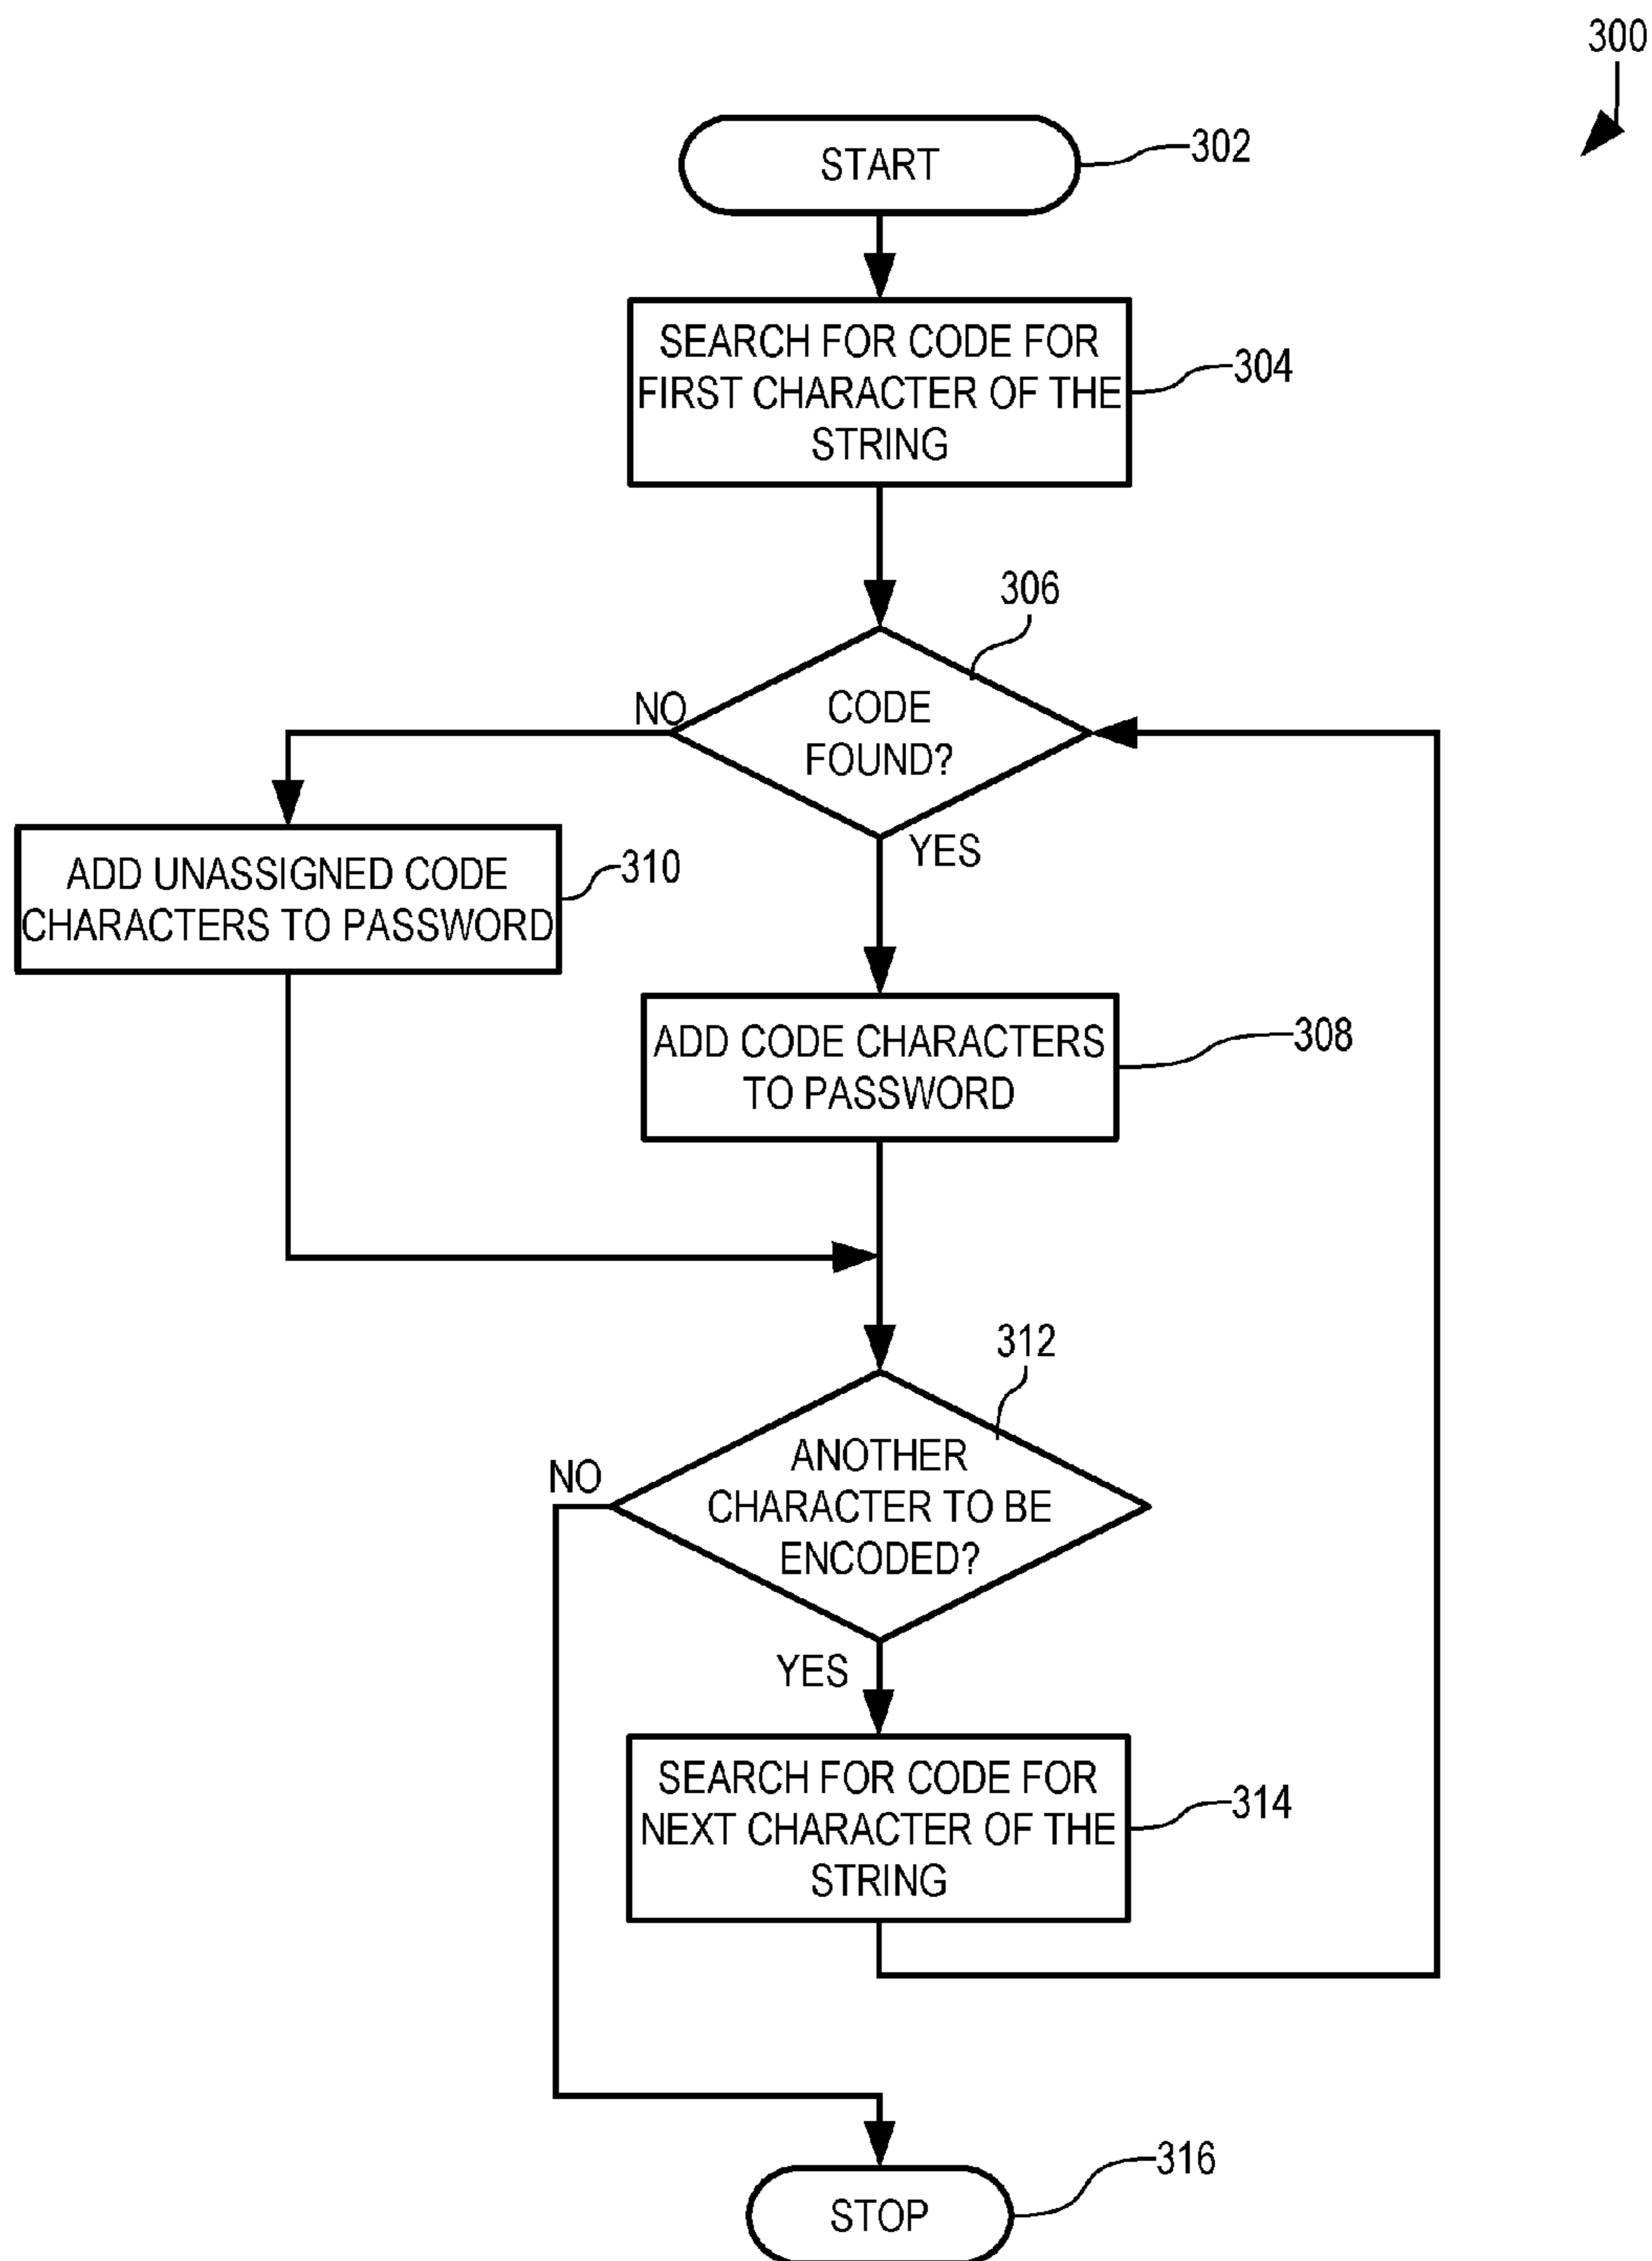 300
START
302
SEARCH FOR CODE FOR
FIRST CHARACTER OF THE
STRING
304
306
CODE
FOUND?
NO
YES
ADD UNASSIGNED CODE
CHARACTERS TO PASSWORD
310
ADD CODE CHARACTERS
TO PASSWORD
308
312
ANOTHER
CHARACTER TO BE
ENCODED?
NO
YES
SEARCH FOR CODE FOR
NEXT CHARACTER OF THE
STRING
314
STOP
316